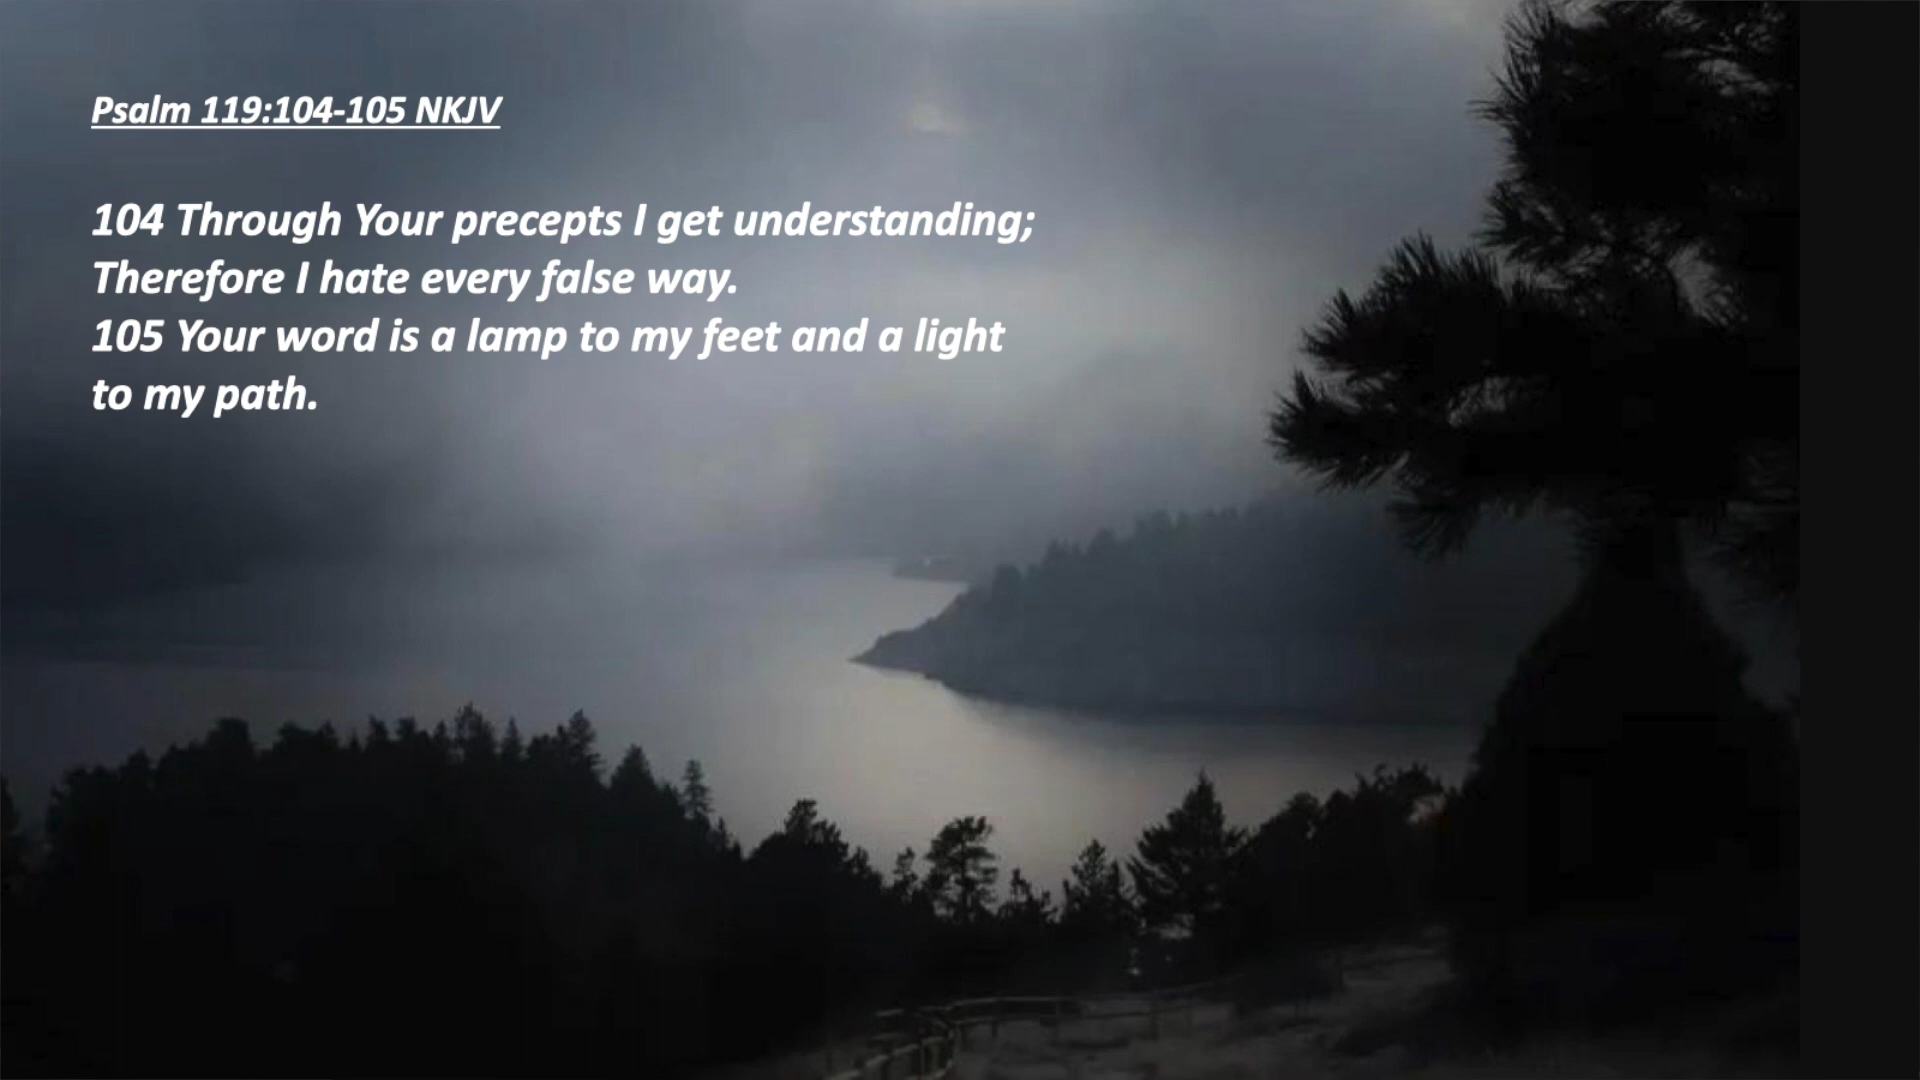 Psalm 119:104-105 NKJV
104 Through Your precepts I get understanding;
Therefore I hate every false way.
105 Your word is a lamp to my feet and a light
to my path.